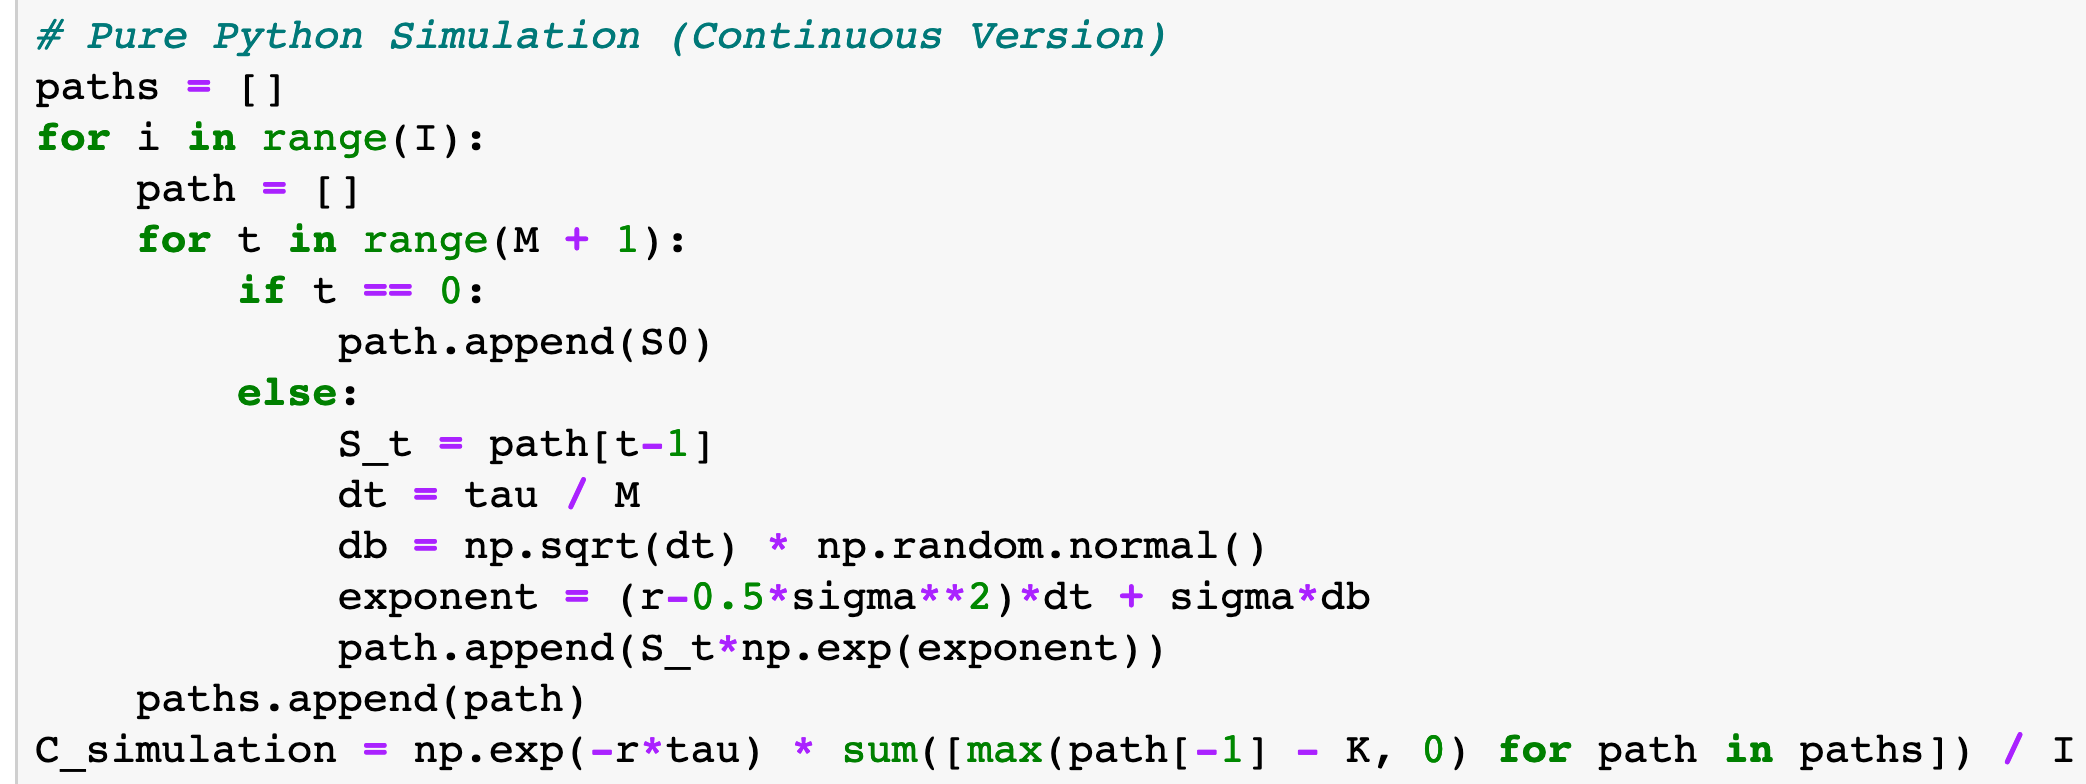 # Pure Python Simulation (Continuous Version)
paths = []
for i in range(I):
    path = []
    for t in range(M + 1):
        if t == 0:
            path.append(S0)
        else:
            S_t = path[t-1]
            dt = tau / M
            db = np.sqrt(dt) * np.random.normal()
            exponent = (r-0.5*sigma**2)*dt + sigma*db
            path.append(S_t*np.exp(exponent))
    paths.append(path)
C_simulation = np.exp(-r*tau) * sum([max(path[-1] - K, 0) for path in paths]) / I